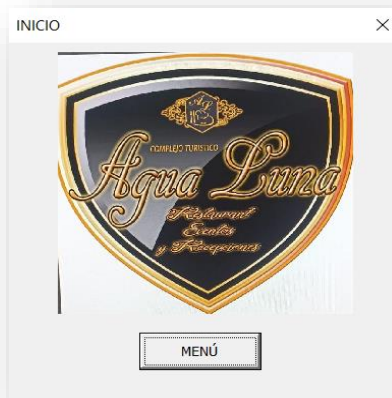 INICIO
COMPLEJO TURISTICO
Agua Luna
Restaurant
Eventos
y Recepciones
MENÚ